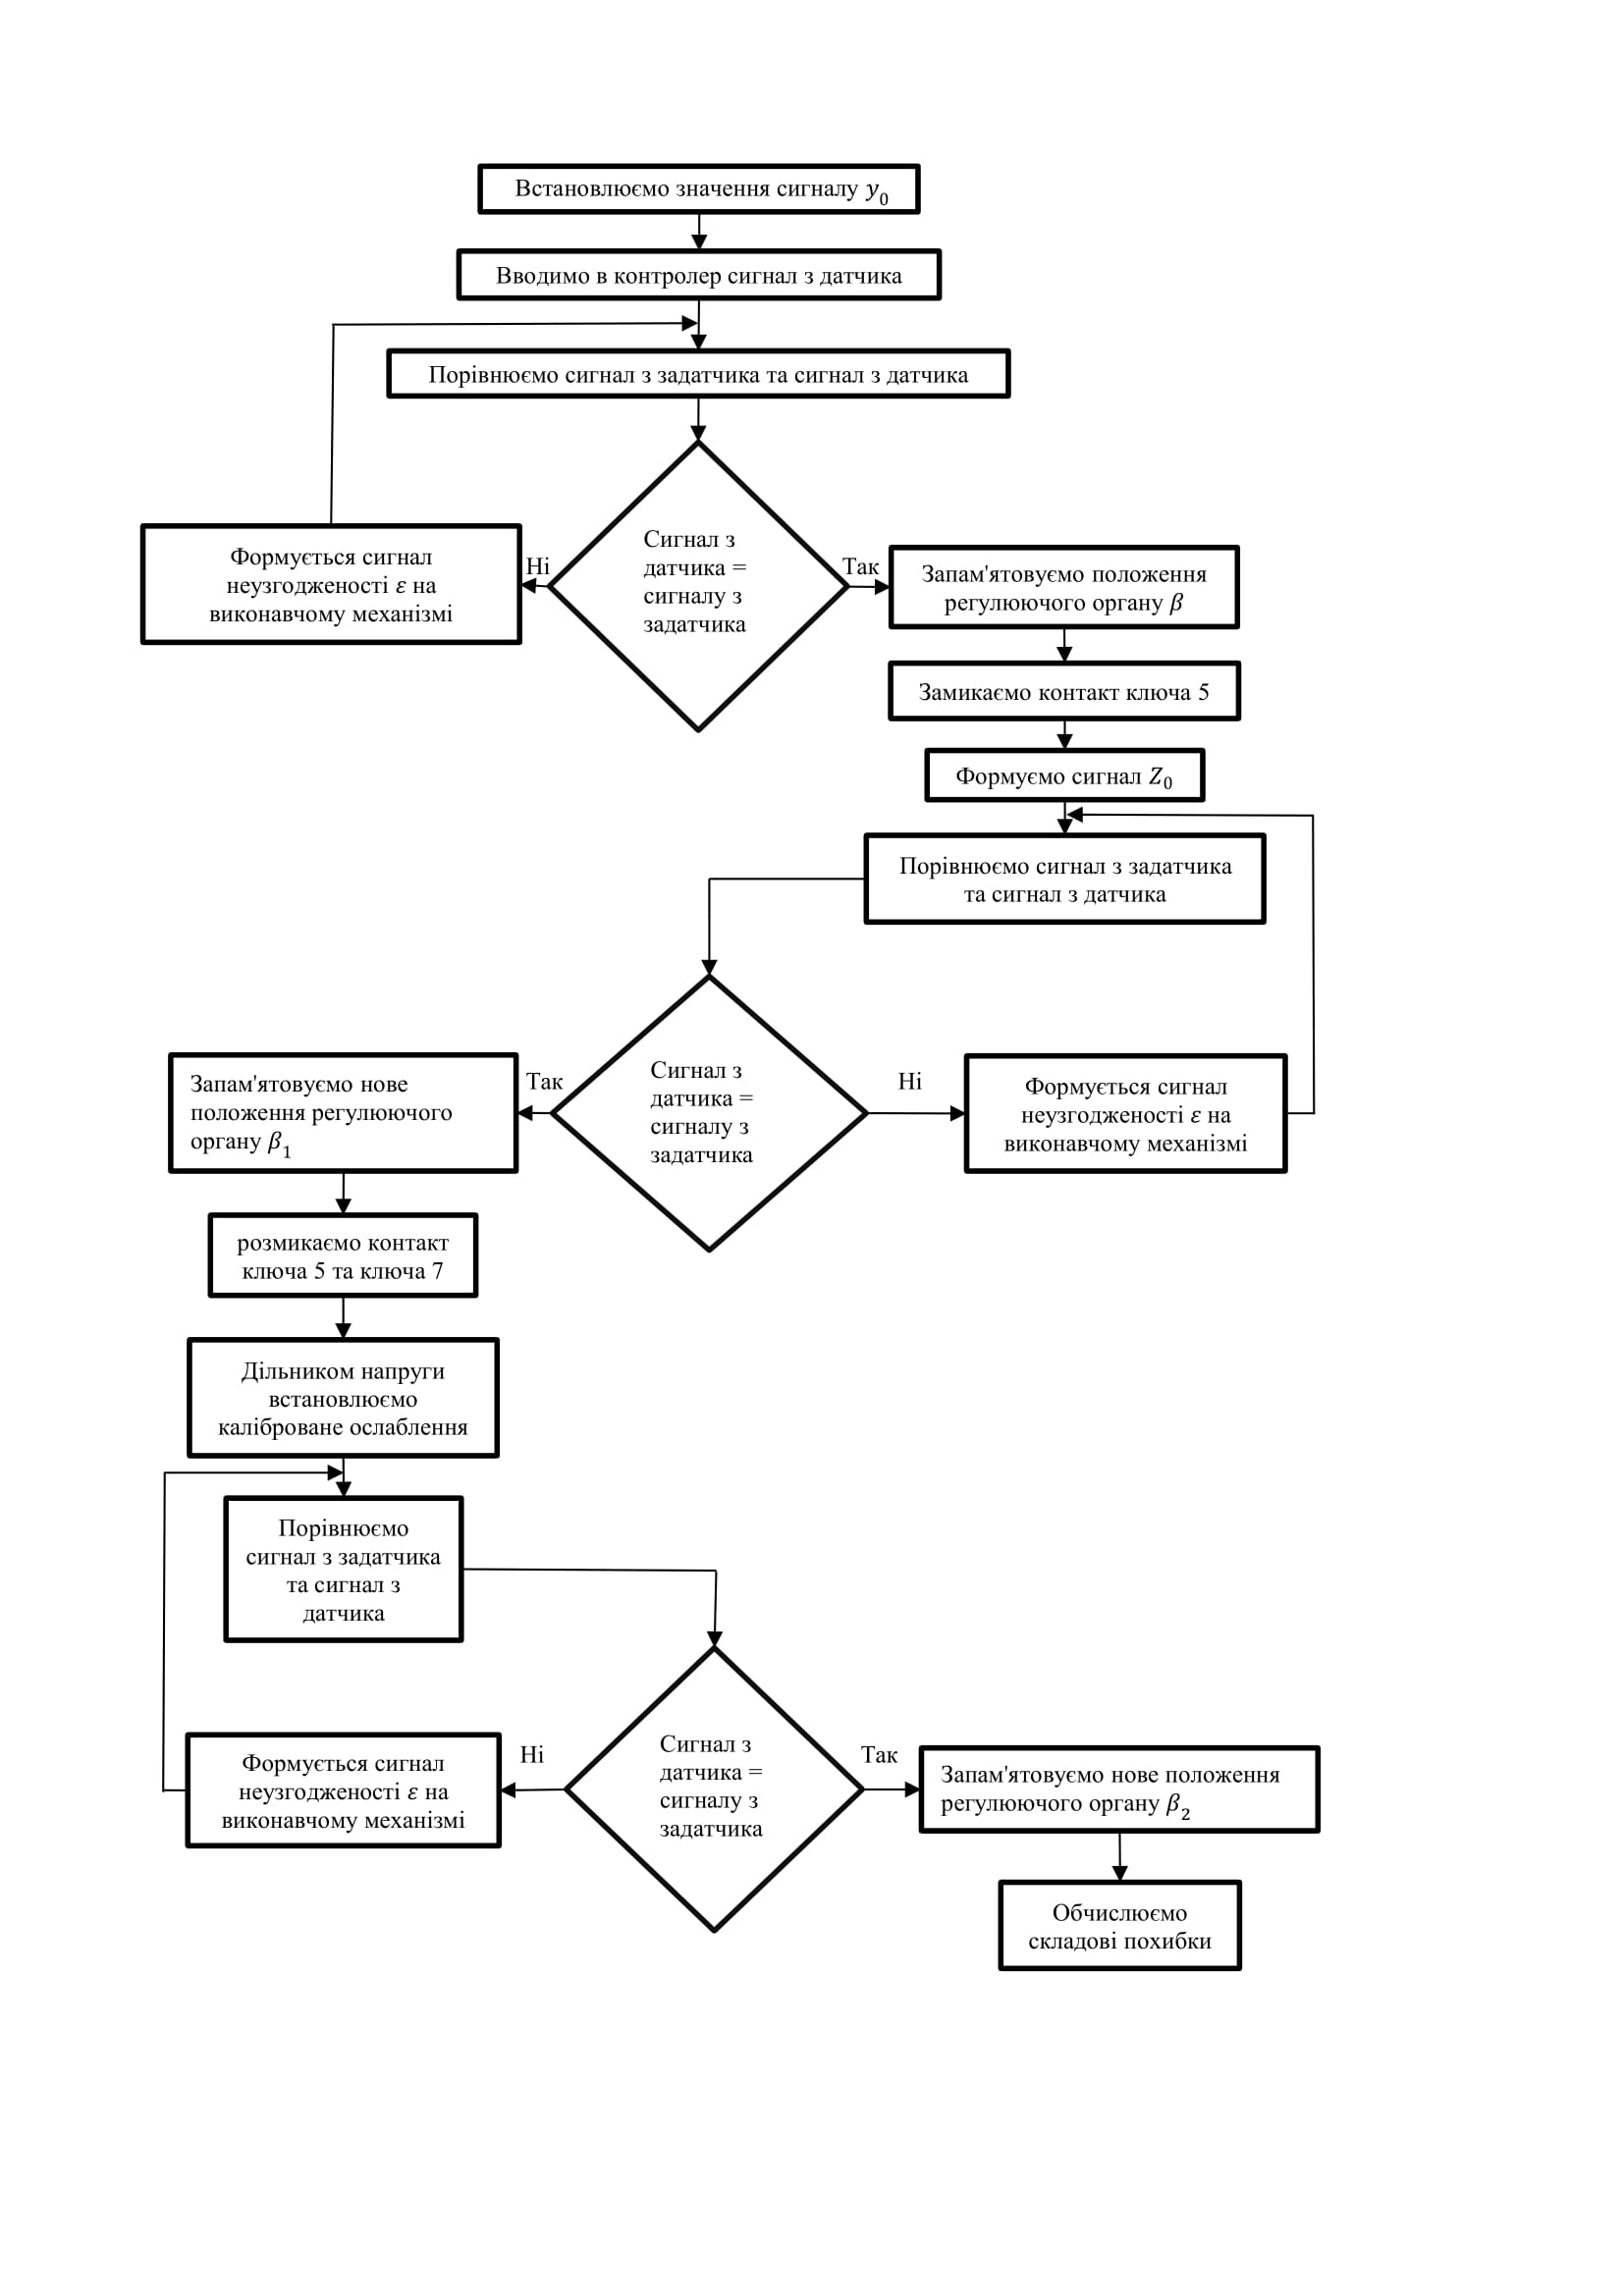 Встановлюємо значення сигналу y₀
Вводимо в контролер сигнал з датчика
Порівнюємо сигнал з задатчика та сигнал з датчика
Сигнал з
датчика =
сигналу з
задатчика
Ні
Так
Формується сигнал
неузгодженості ε на
виконавчому механізмі
Запам'ятовуємо положення
регулюючого органу β
Замикаємо контакт ключа 5
Формуємо сигнал Z₀
Порівнюємо сигнал з задатчика
та сигнал з датчика
Сигнал з
датчика =
сигналу з
задатчика
Так
Ні
Запам'ятовуємо нове
положення регулюючого
органу β₁
Формується сигнал
неузгодженості ε на
виконавчому механізмі
розмикаємо контакт
ключа 5 та ключа 7
Дільником напруги
встановлюємо
каліброване ослаблення
Порівнюємо
сигнал з задатчика
та сигнал з
датчика
Сигнал з
датчика =
сигналу з
задатчика
Ні
Так
Формується сигнал
неузгодженості ε на
виконавчому механізмі
Запам'ятовуємо нове положення
регулюючого органу β₂
Обчислюємо
складові похибки